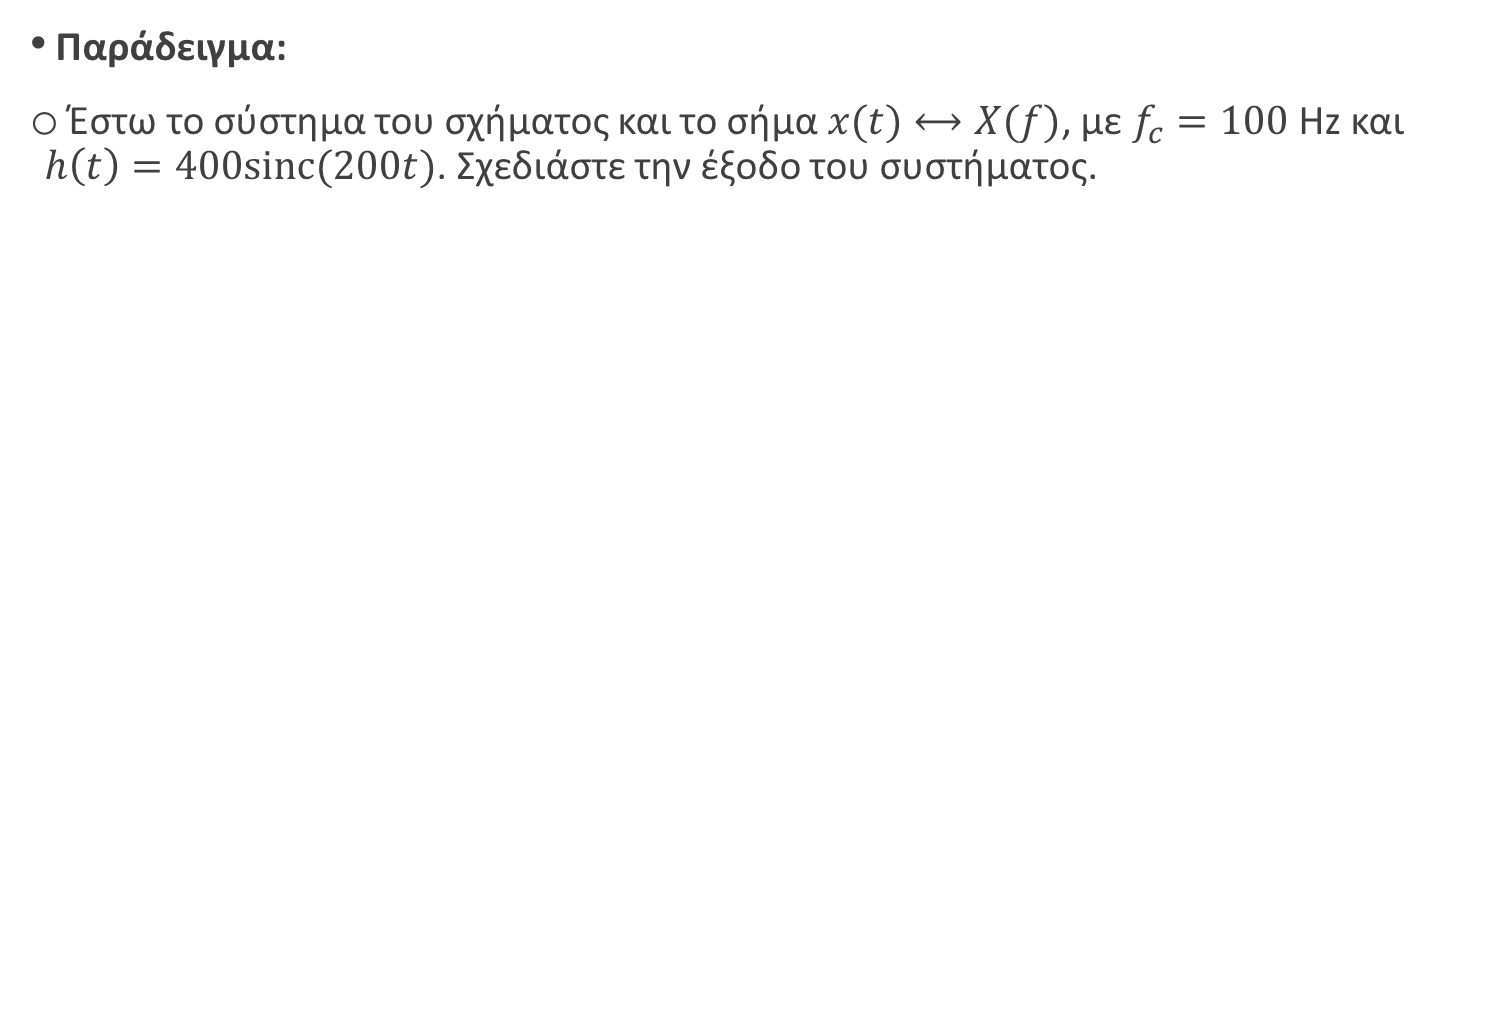 • Παράδειγμα:
○ Έστω το σύστημα του σχήματος και το σήμα x(t) ⟷ X(f), με f_c = 100 Hz και
h(t) = 400sinc(200t). Σχεδιάστε την έξοδο του συστήματος.